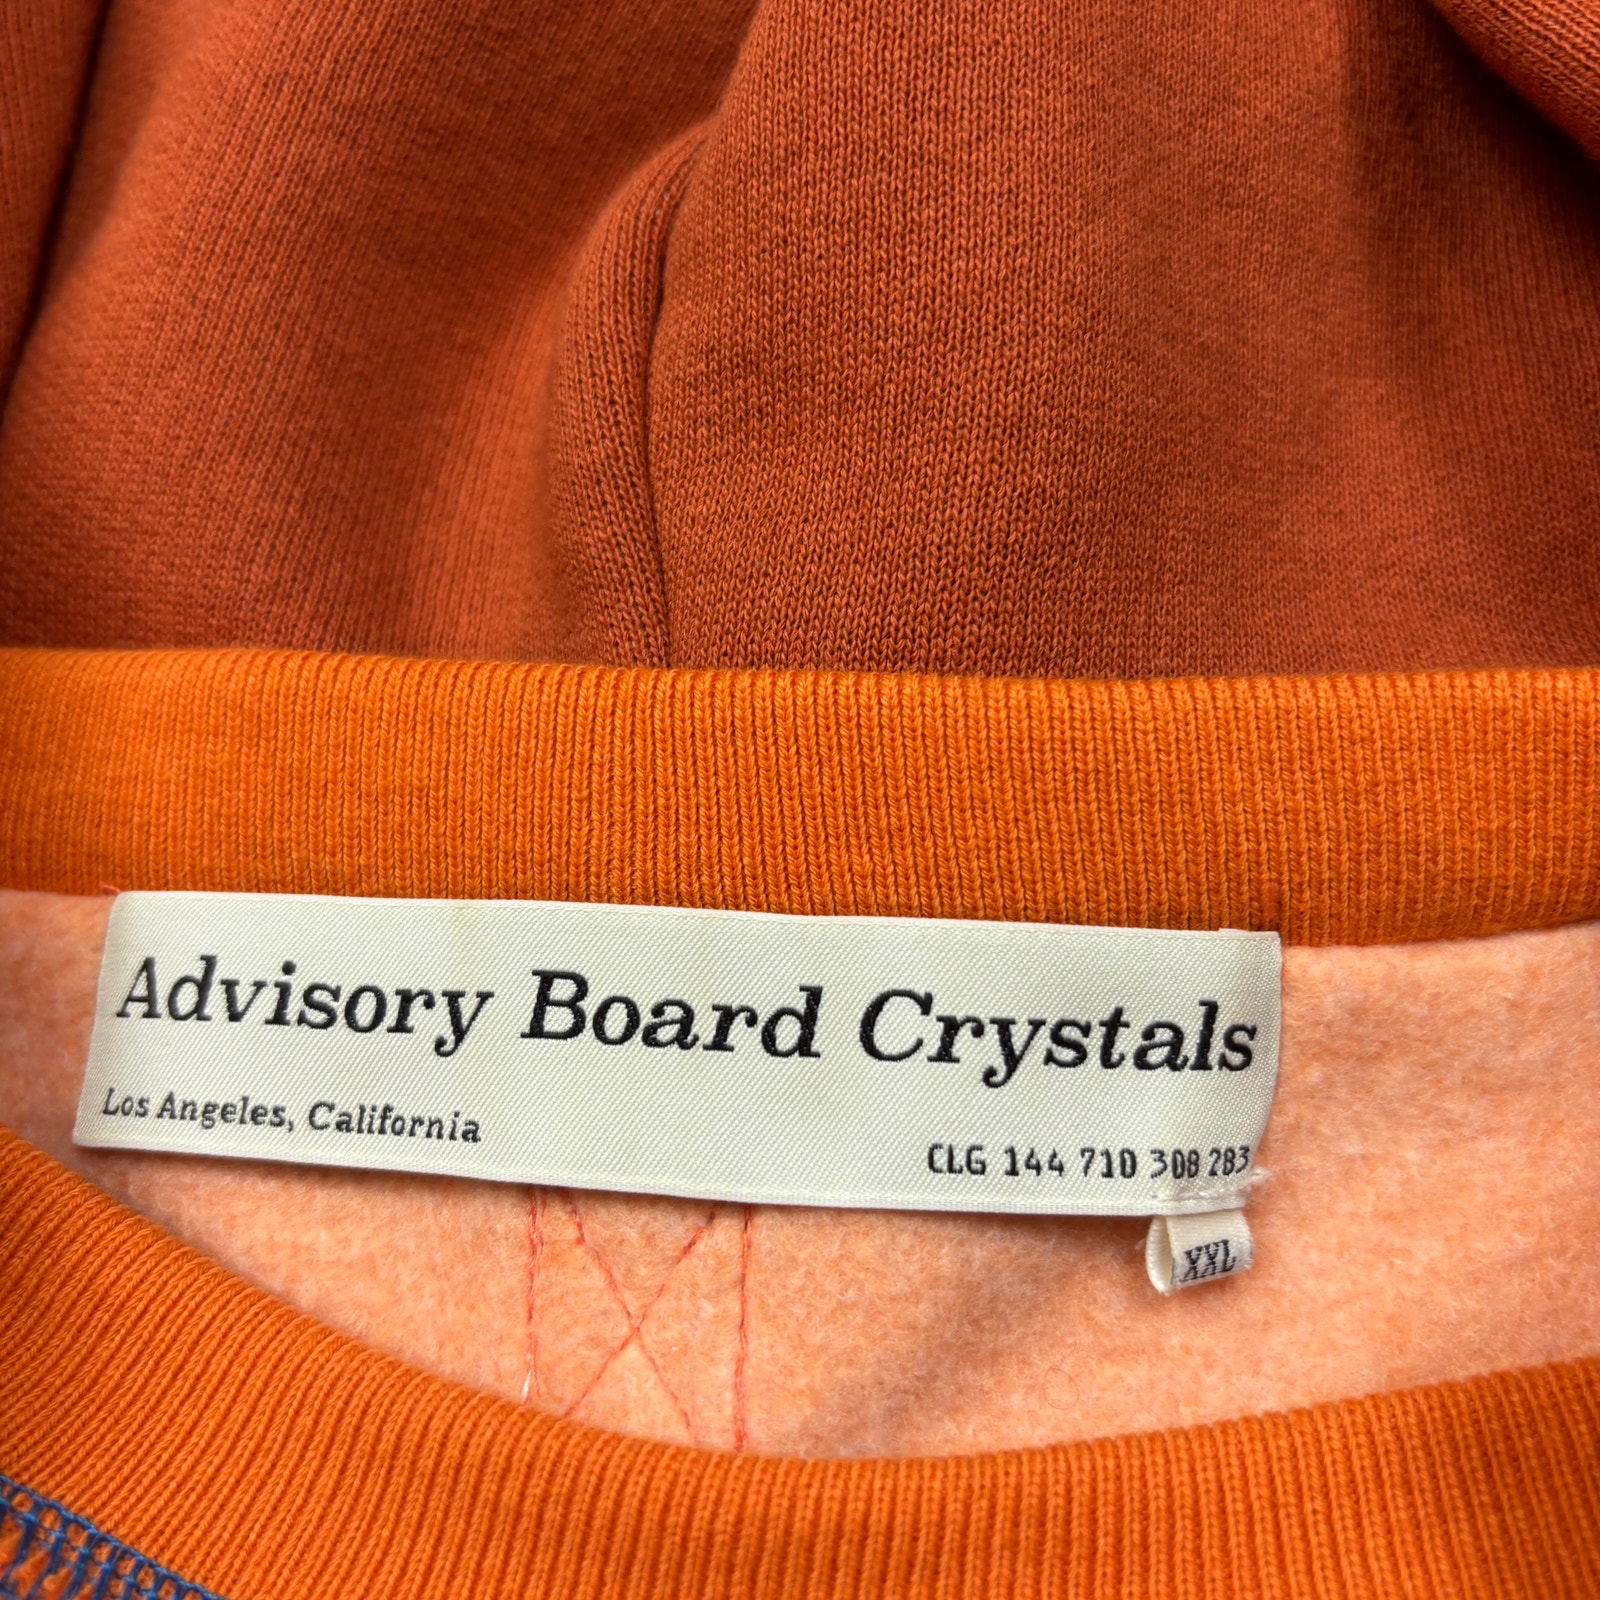 Advisory Board Crystals
Los Angeles, California
CLG 144 710 308 283
XXL